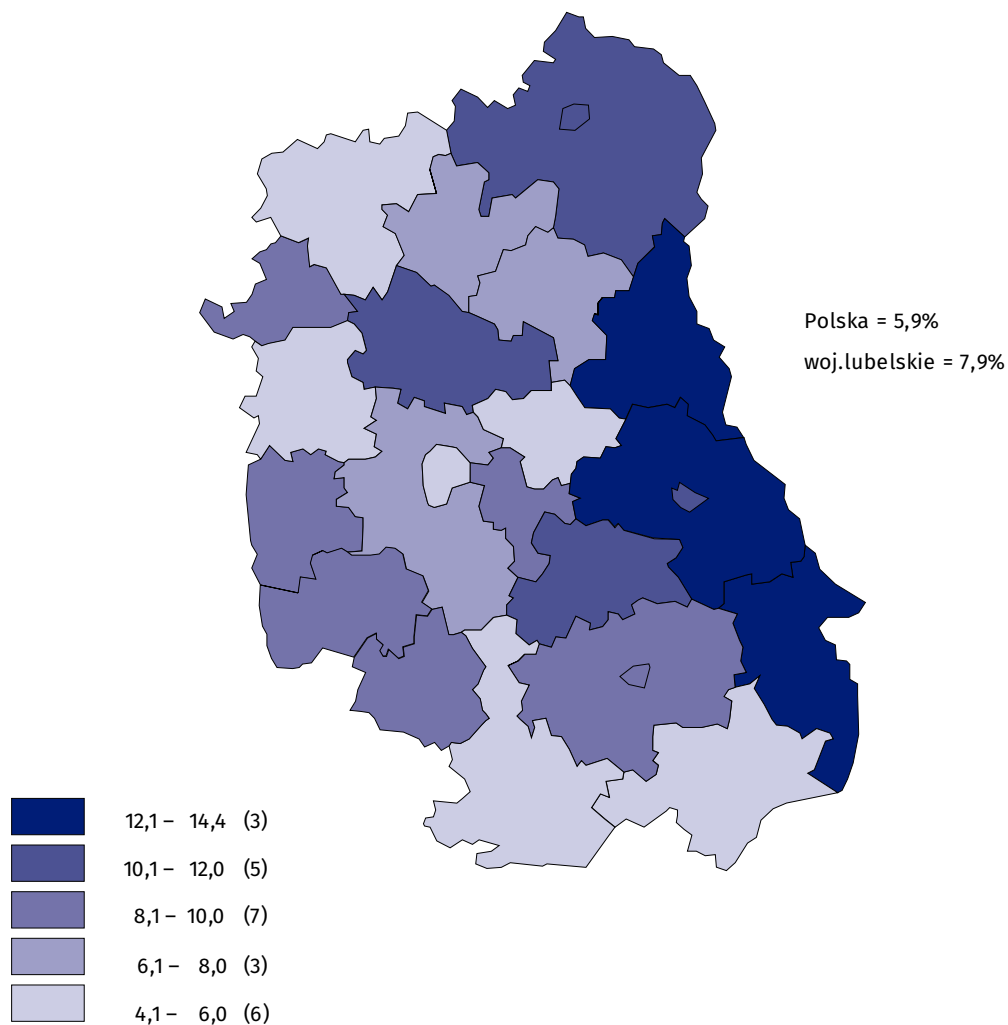 Polska = 5,9%
woj.lubelskie = 7,9%
12,1 – 14,4 (3)
10,1 – 12,0 (5)
8,1 – 10,0 (7)
6,1 – 8,0 (3)
4,1 – 6,0 (6)